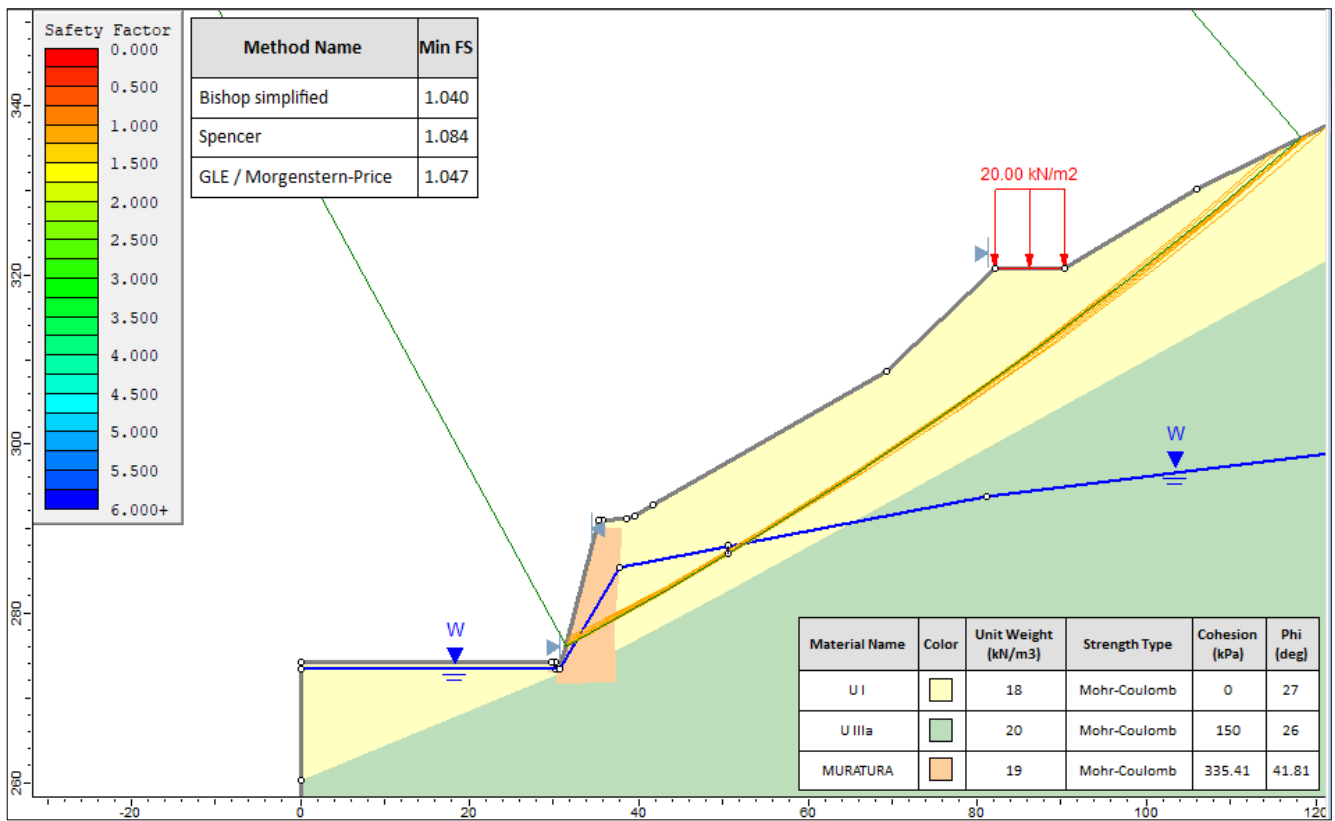 Safety Factor
0.000
0.500
1.000
1.500
2.000
2.500
3.000
3.500
4.000
4.500
5.000
5.500
6.000+
Method Name Min FS
Bishop simplified 1.040
Spencer 1.084
GLE / Morgenstern-Price 1.047
20.00 kN/m2
W
W
Material Name Color Unit Weight (kN/m3) Strength Type Cohesion (kPa) Phi (deg)
U I 18 Mohr-Coulomb 0 27
U IIIa 20 Mohr-Coulomb 150 26
MURATURA 19 Mohr-Coulomb 335.41 41.81
340
320
300
280
260
-20 0 20 40 60 80 100 120